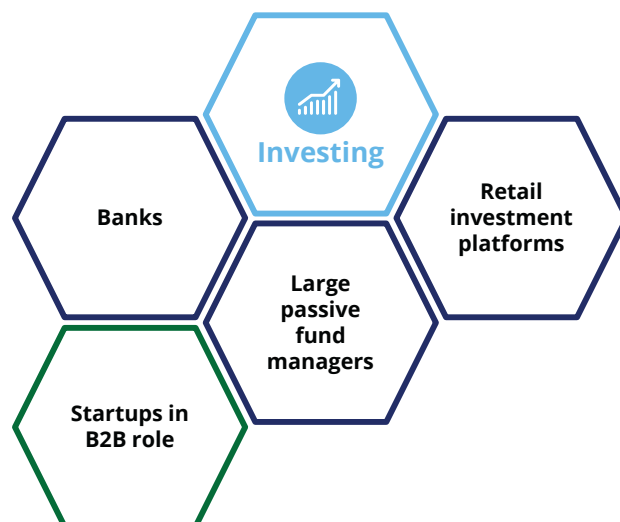 Investing
Banks
Retail
investment
platforms
Large
passive
fund
managers
Startups in
B2B role